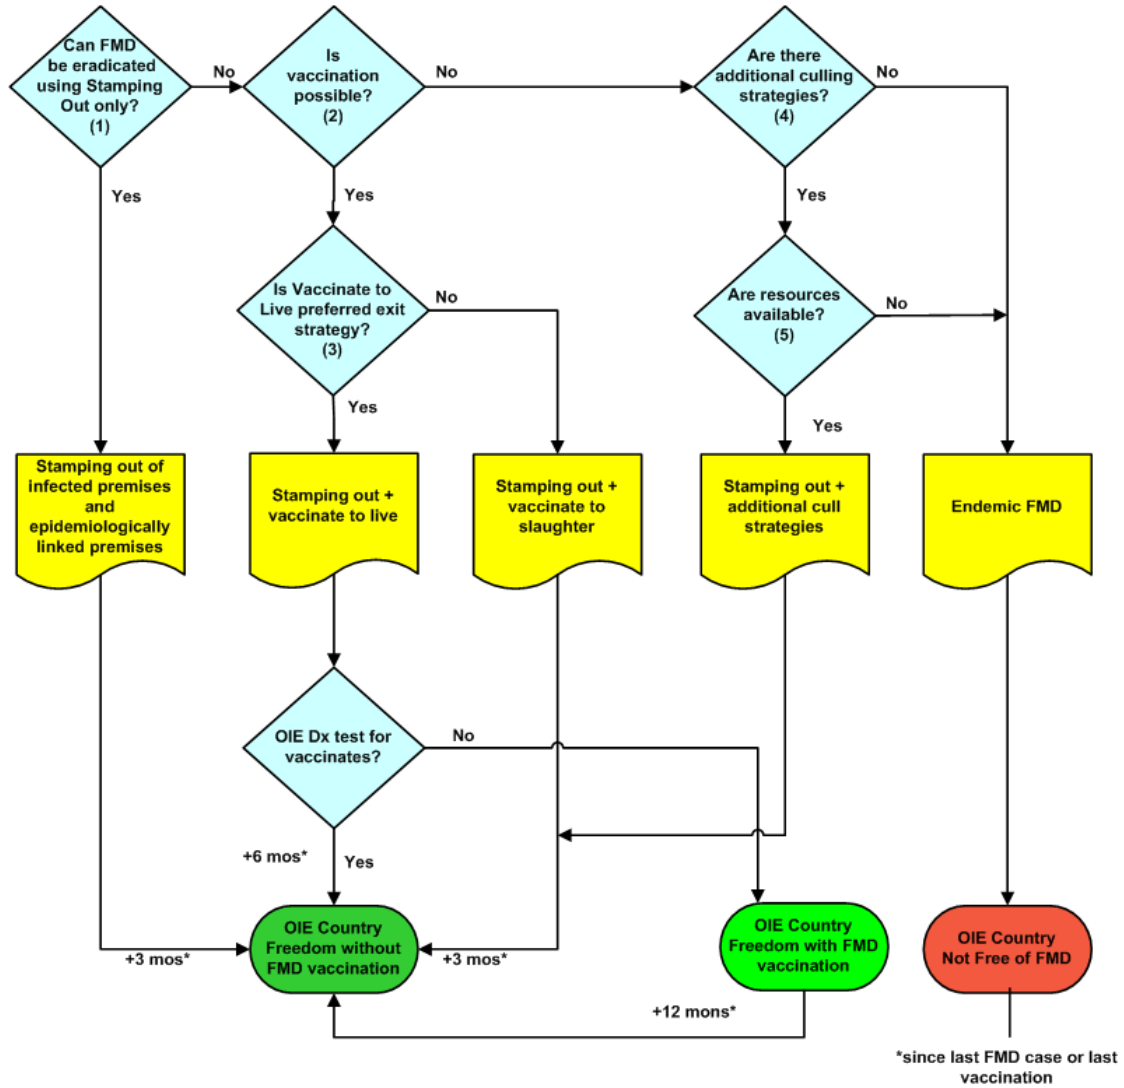 Can FMD
be eradicated
using Stamping
Out only?
(1)
No
Is
vaccination
possible?
(2)
No
Are there
additional culling
strategies?
(4)
No
Yes
Yes
Yes
Is Vaccinate to
Live preferred exit
strategy?
(3)
No
Are resources
available?
(5)
No
Yes
Yes
Stamping out of
infected premises
and
epidemiologically
linked premises
Stamping out +
vaccinate to live
Stamping out +
vaccinate to
slaughter
Stamping out +
additional cull
strategies
Endemic FMD
OIE Dx test for
vaccinates?
No
+6 mos*
Yes
OIE Country
Freedom without
FMD vaccination
+3 mos*
+3 mos*
OIE Country
Freedom with FMD
vaccination
OIE Country
Not Free of FMD
+12 mons*
*since last FMD case or last
vaccination